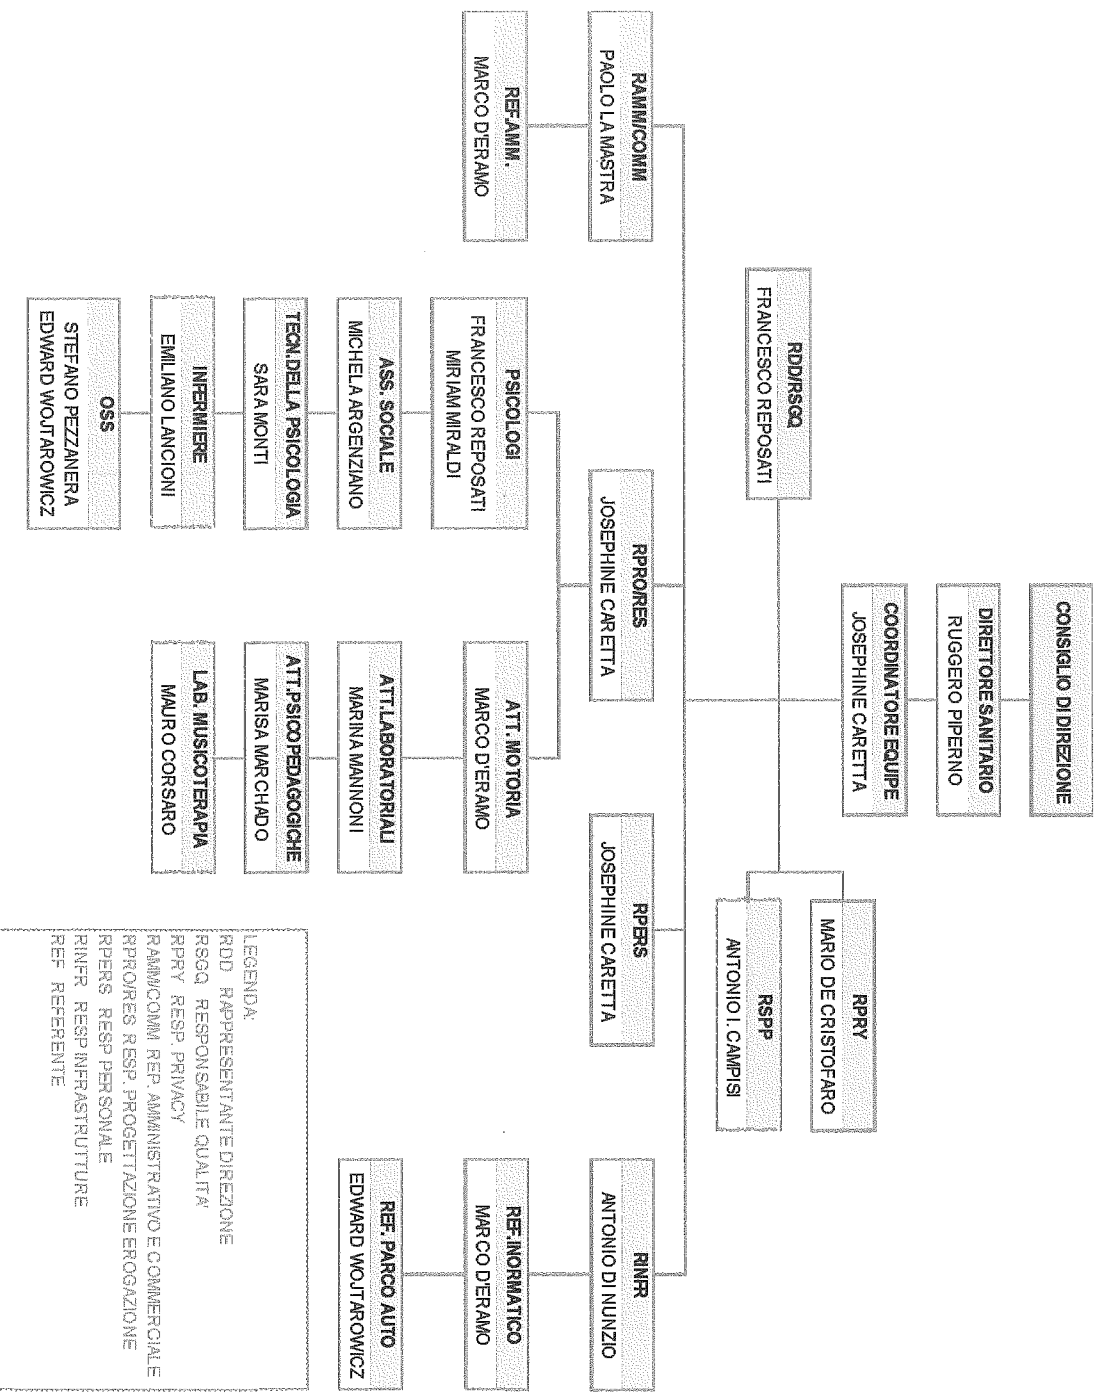 CONSIGLIO DI DIREZIONE
DIRETTORE SANITARIO
RUGGERO PIPERNO
COORDINATORE EQUIPE
JOSEPHINE CARETTA
RDD/RSGQ
FRANCESCO REPOSATI
RPRY
MARIO DE CRISTOFARO
RSPP
ANTONIO I. CAMPISI
RAMM/COMM
PAOLO LA MASTRA
REF.AMM.
MARCO D'ERAMO
RPRO/RES
JOSEPHINE CARETTA
PSICOLOGI
FRANCESCO REPOSATI
MIRIAM MIRALDI
ASS. SOCIALE
MICHELA ARGENZIANO
TECN.DELLA PSICOLOGIA
SARA MONTI
INFERMIERE
EMILIANO LANCIONI
OSS
STEFANO PEZZANERA
EDWARD WOJTAROWICZ
ATT. MOTORIA
MARCO D'ERAMO
ATT.LABORATORIALI
MARINA MANNONI
ATT.PSICOPEDAGOGICHE
MARISA MARCHADO
LAB. MUSICOTERAPIA
MAURO CORSARO
RPERS
JOSEPHINE CARETTA
RINFR
ANTONIO DI NUNZIO
REF.INORMATICO
MARCO D'ERAMO
REF. PARCO AUTO
EDWARD WOJTAROWICZ
LEGENDA:
RDD RAPPRESENTANTE DIREZIONE
RSGQ RESPONSABILE QUALITA'
RPRY RESP. PRIVACY
RAMM/COMM REP. AMMINISTRATIVO E COMMERCIALE
RPRO/RES RESP. PROGETTAZIONE EROGAZIONE
RPERS RESP PERSONALE
RINFR RESP INFRASTRUTTURE
REF REFERENTE